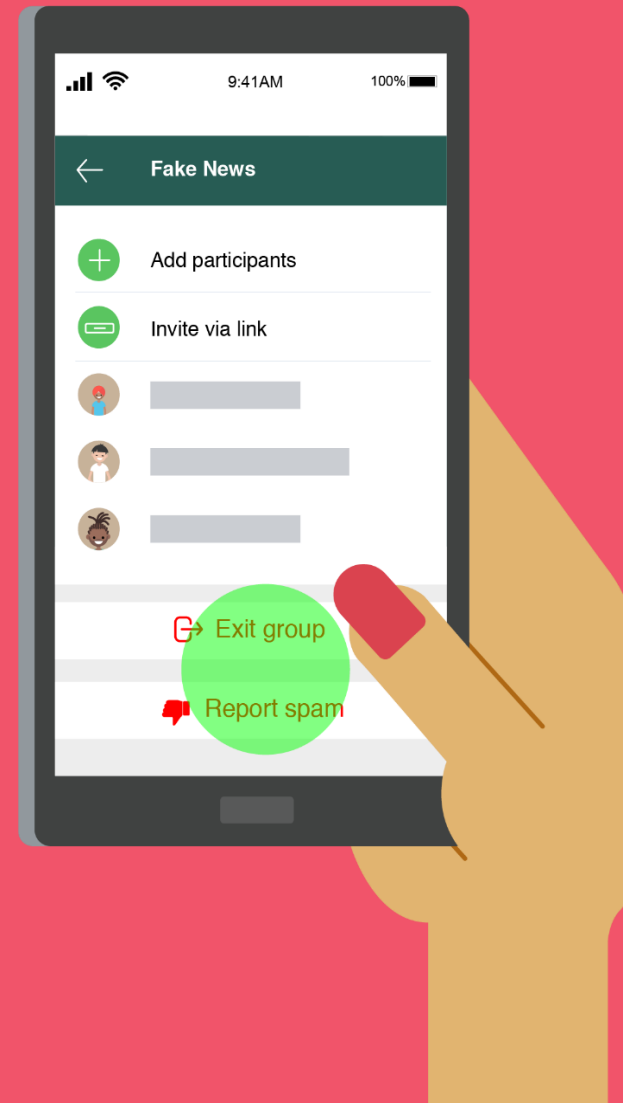 9:41AM 100%
Fake News
Add participants
Invite via link
Exit group
Report spam